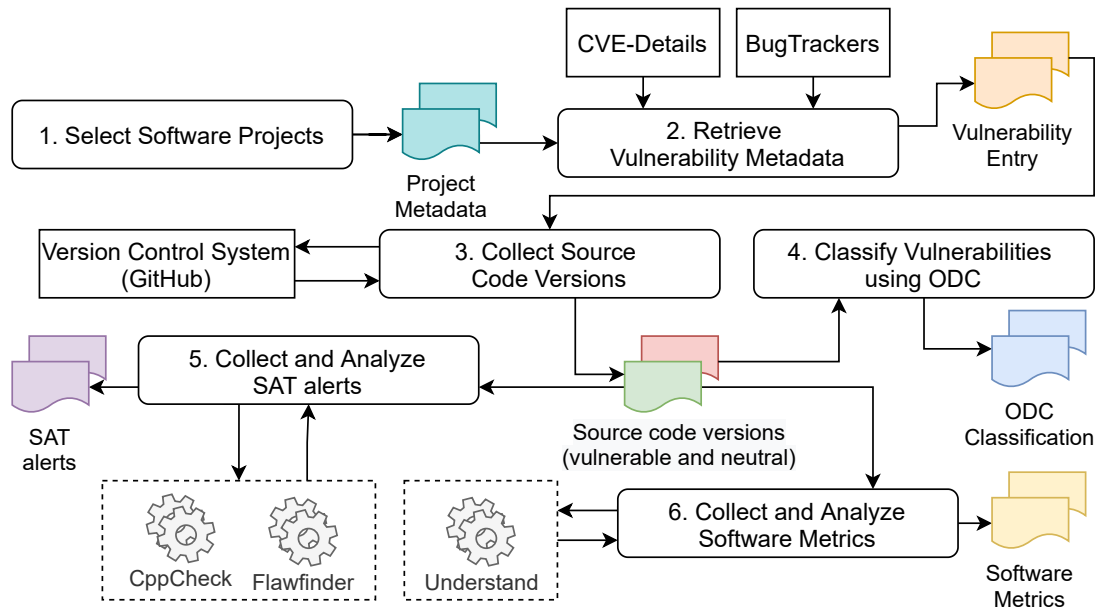 CVE-Details
BugTrackers
1. Select Software Projects
2. Retrieve
Vulnerability Metadata
Vulnerability
Entry
Project
Metadata
Version Control System
(GitHub)
3. Collect Source
Code Versions
4. Classify Vulnerabilities
using ODC
5. Collect and Analyze
SAT alerts
SAT
alerts
Source code versions
(vulnerable and neutral)
ODC
Classification
CppCheck
Flawfinder
Understand
6. Collect and Analyze
Software Metrics
Software
Metrics